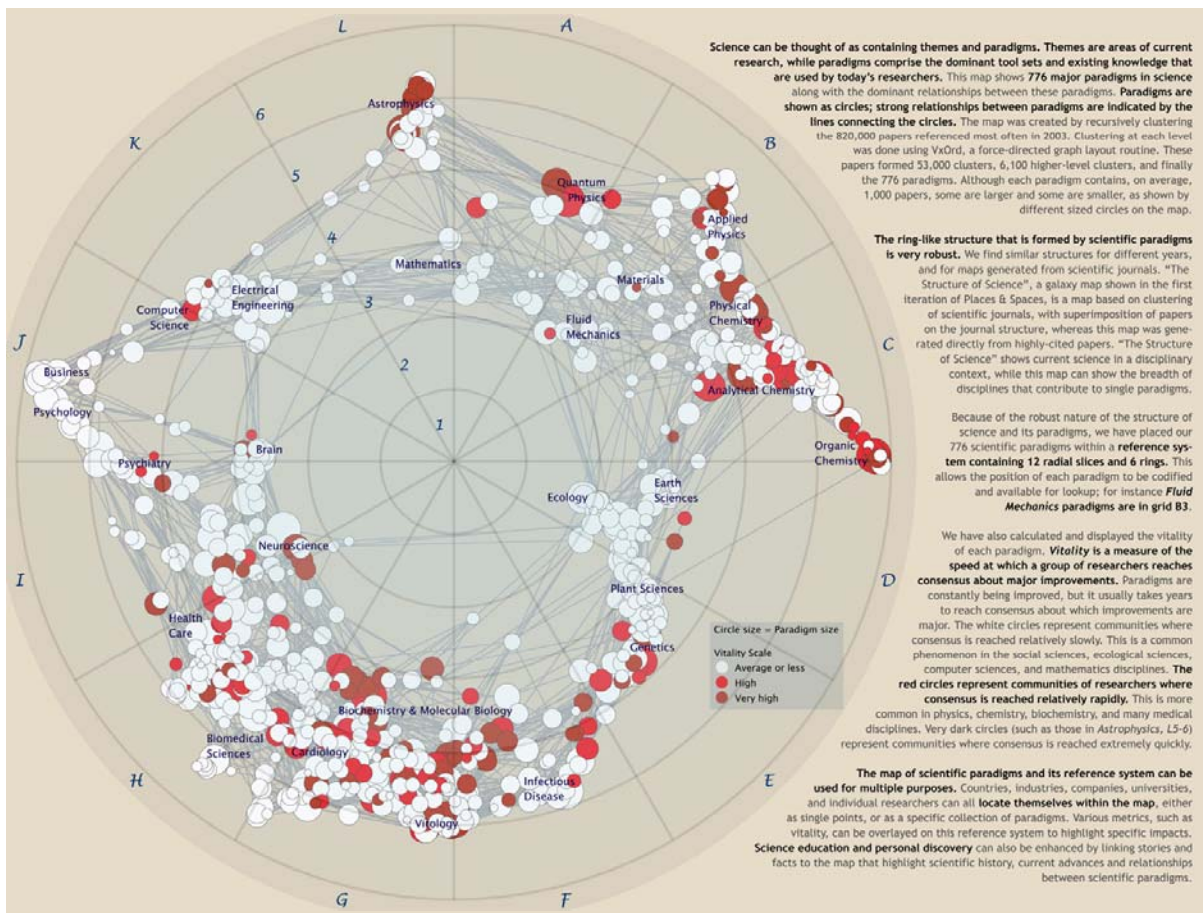 L
A
B
C
D
E
F
G
H
I
J
K
6
5
4
3
2
1
Astrophysics
Quantum
Physics
Applied
Physics
Mathematics
Materials
Electrical
Engineering
Computer
Science
Fluid
Mechanics
Physical
Chemistry
Business
Psychology
Analytical Chemistry
Psychiatry
Brain
Organic
Chemistry
Ecology
Earth
Sciences
Neuroscience
Plant Sciences
Health
Care
Genetics
Biochemistry & Molecular Biology
Biomedical
Sciences
Cardiology
Infectious
Disease
Virology
Circle size = Paradigm size
Vitality Scale
Average or less
High
Very high
Science can be thought of as containing themes and paradigms. Themes are areas of current
research, while paradigms comprise the dominant tool sets and existing knowledge that
are used by today's researchers. This map shows 776 major paradigms in science
along with the dominant relationships between these paradigms. Paradigms are
shown as circles; strong relationships between paradigms are indicated by the
lines connecting the circles. The map was created by recursively clustering
the 820,000 papers referenced most often in 2003. Clustering at each level
was done using VxOrd, a force-directed graph layout routine. These
papers formed 53,000 clusters, 6,100 higher-level clusters, and finally
the 776 paradigms. Although each paradigm contains, on average,
1,000 papers, some are larger and some are smaller, as shown by
different sized circles on the map.
The ring-like structure that is formed by scientific paradigms
is very robust. We find similar structures for different years,
and for maps generated from scientific journals. "The
Structure of Science", a galaxy map shown in the first
iteration of Places & Spaces, is a map based on clustering
of scientific journals, with superimposition of papers
on the journal structure, whereas this map was gene-
rated directly from highly-cited papers. "The Structure
of Science" shows current science in a disciplinary
context, while this map can show the breadth of
disciplines that contribute to single paradigms.
Because of the robust nature of the structure of
science and its paradigms, we have placed our
776 scientific paradigms within a reference sys-
tem containing 12 radial slices and 6 rings. This
allows the position of each paradigm to be codified
and available for lookup; for instance Fluid
Mechanics paradigms are in grid B3.
We have also calculated and displayed the vitality
of each paradigm. Vitality is a measure of the
speed at which a group of researchers reaches
consensus about major improvements. Paradigms are
constantly being improved, but it usually takes years
to reach consensus about which improvements are
major. The white circles represent communities where
consensus is reached relatively slowly. This is a common
phenomenon in the social sciences, ecological sciences,
computer sciences, and mathematics disciplines. The
red circles represent communities of researchers where
consensus is reached relatively rapidly. This is more
common in physics, chemistry, biochemistry, and many medical
disciplines. Very dark circles (such as those in Astrophysics, L5-6)
represent communities where consensus is reached extremely quickly.
The map of scientific paradigms and its reference system can be
used for multiple purposes. Countries, industries, companies, universities,
and individual researchers can all locate themselves within the map, either
as single points, or as a specific collection of paradigms. Various metrics, such as
vitality, can be overlayed on this reference system to highlight specific impacts.
Science education and personal discovery can also be enhanced by linking stories and
facts to the map that highlight scientific history, current advances and relationships
between scientific paradigms.